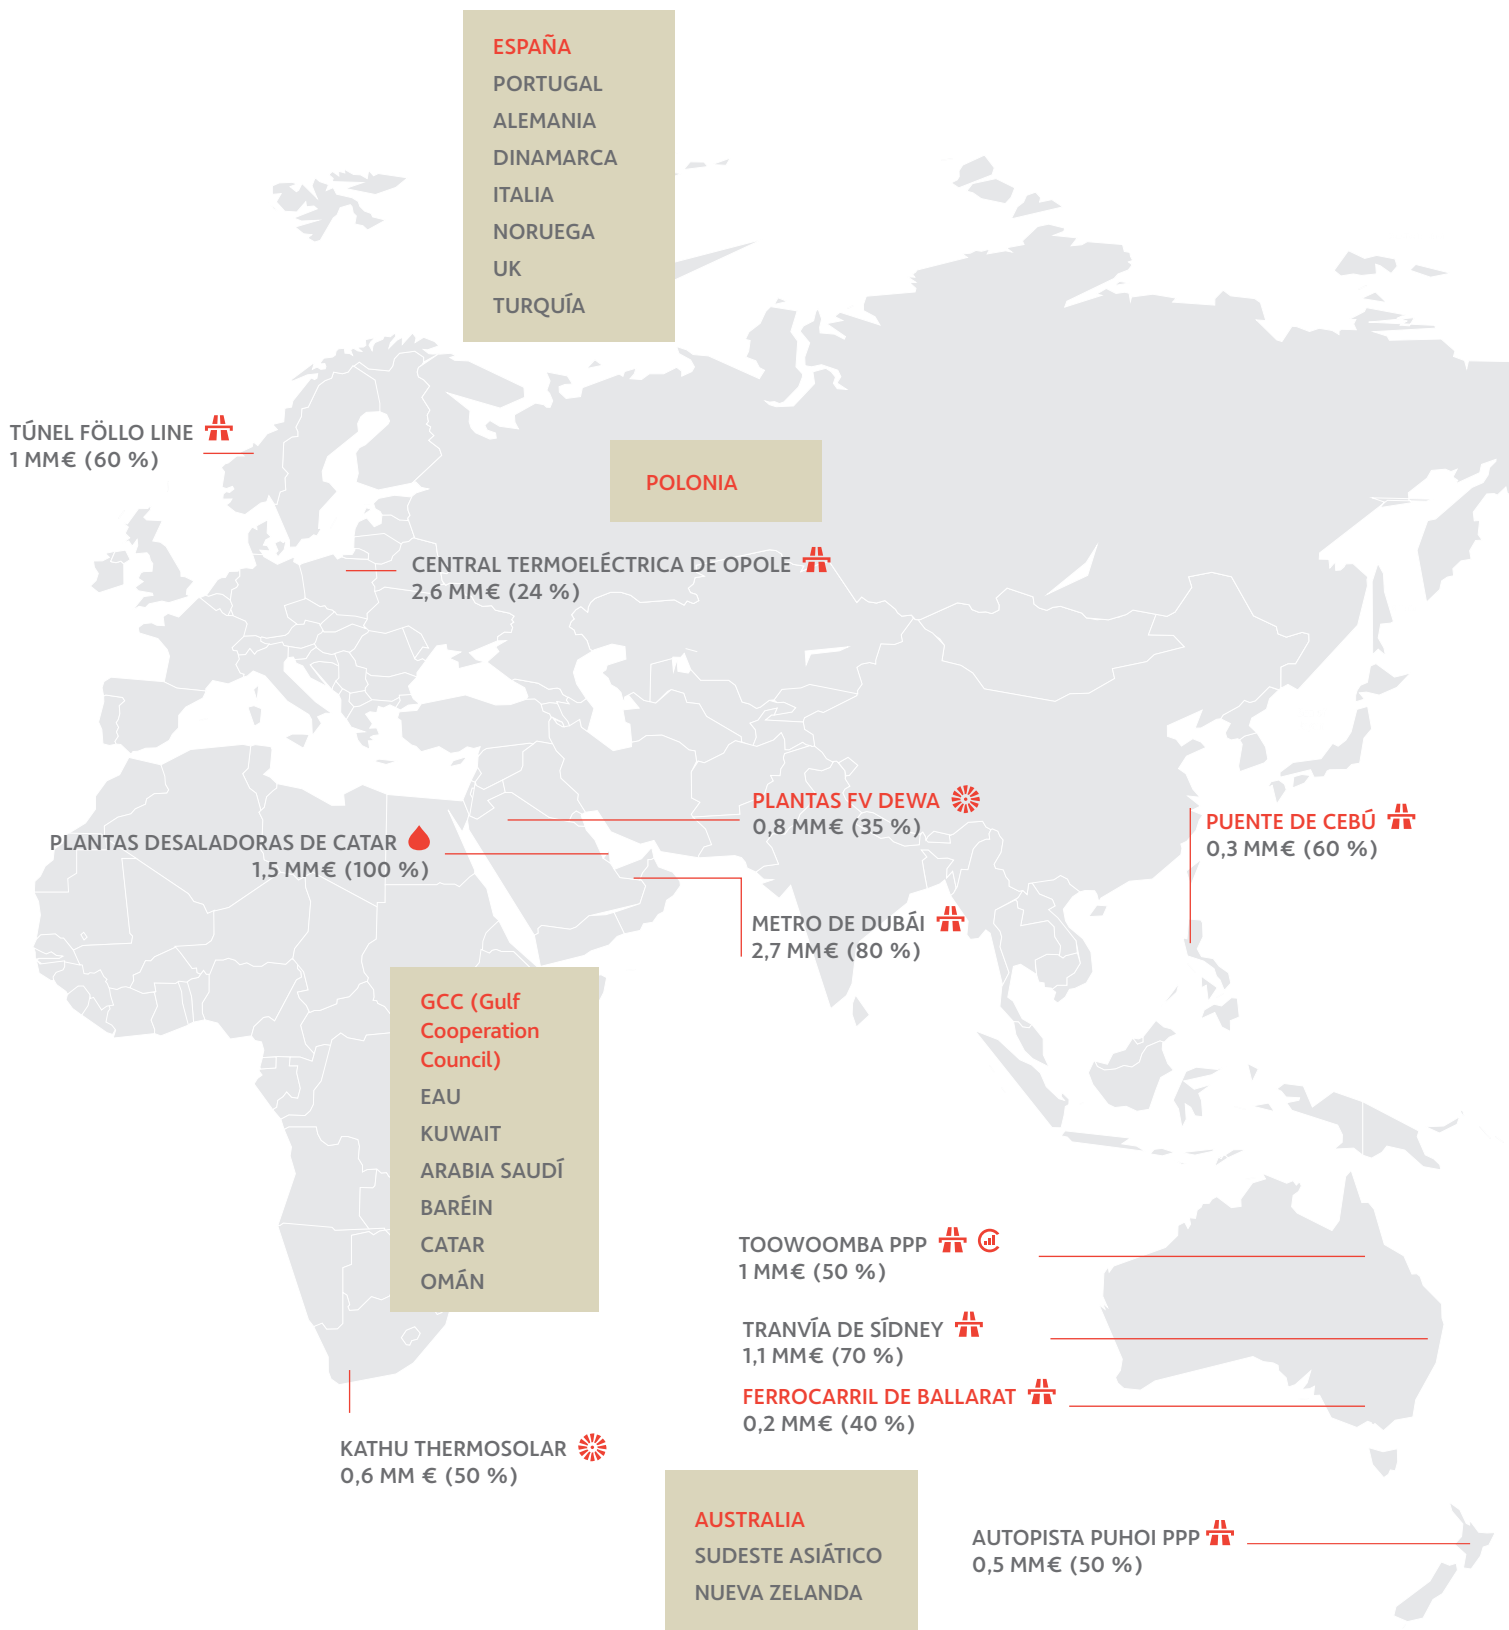 ESPAÑA
PORTUGAL
ALEMANIA
DINAMARCA
ITALIA
NORUEGA
UK
TURQUÍA
TÚNEL FÖLLO LINE
1 MM€ (60 %)
POLONIA
CENTRAL TERMOELÉCTRICA DE OPOLE
2,6 MM€ (24 %)
PLANTAS FV DEWA
0,8 MM€ (35 %)
PUENTE DE CEBÚ
0,3 MM€ (60 %)
PLANTAS DESALADORAS DE CATAR
1,5 MM€ (100 %)
METRO DE DUBÁI
2,7 MM€ (80 %)
GCC (Gulf
Cooperation
Council)
EAU
KUWAIT
ARABIA SAUDÍ
BARÉIN
CATAR
OMÁN
TOOWOOMBA PPP
1 MM€ (50 %)
TRANVÍA DE SÍDNEY
1,1 MM€ (70 %)
FERROCARRIL DE BALLARAT
0,2 MM€ (40 %)
KATHU THERMOSOLAR
0,6 MM € (50 %)
AUSTRALIA
SUDESTE ASIÁTICO
NUEVA ZELANDA
AUTOPISTA PUHOI PPP
0,5 MM€ (50 %)